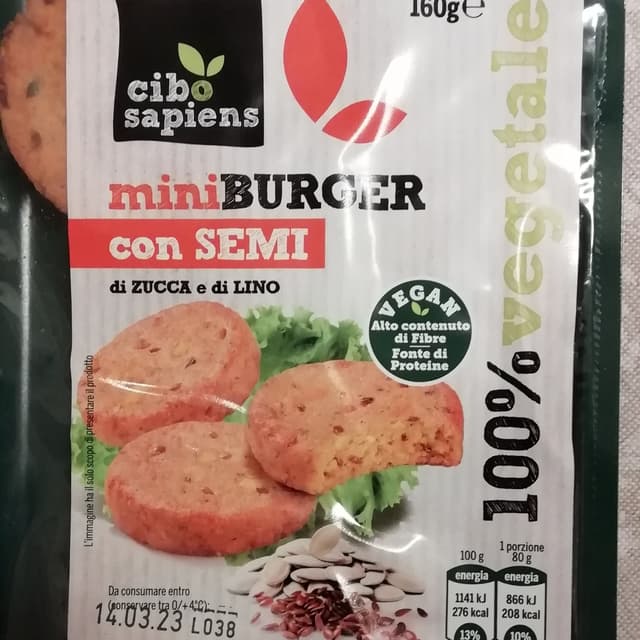 160g e
cibo
sapiens
miniBURGER
con SEMI
di ZUCCA e di LINO
100% vegetale
VEGAN
Alto contenuto
di Fibre
Fonte di
Proteine
L'immagine ha il solo scopo di presentare il prodotto
Da consumare entro
(conservare tra 0/+4°C):
14.03.23 L038
100 g
energia
1141 kJ
276 kcal
13%
1 porzione
80 g
energia
866 kJ
208 kcal
10%